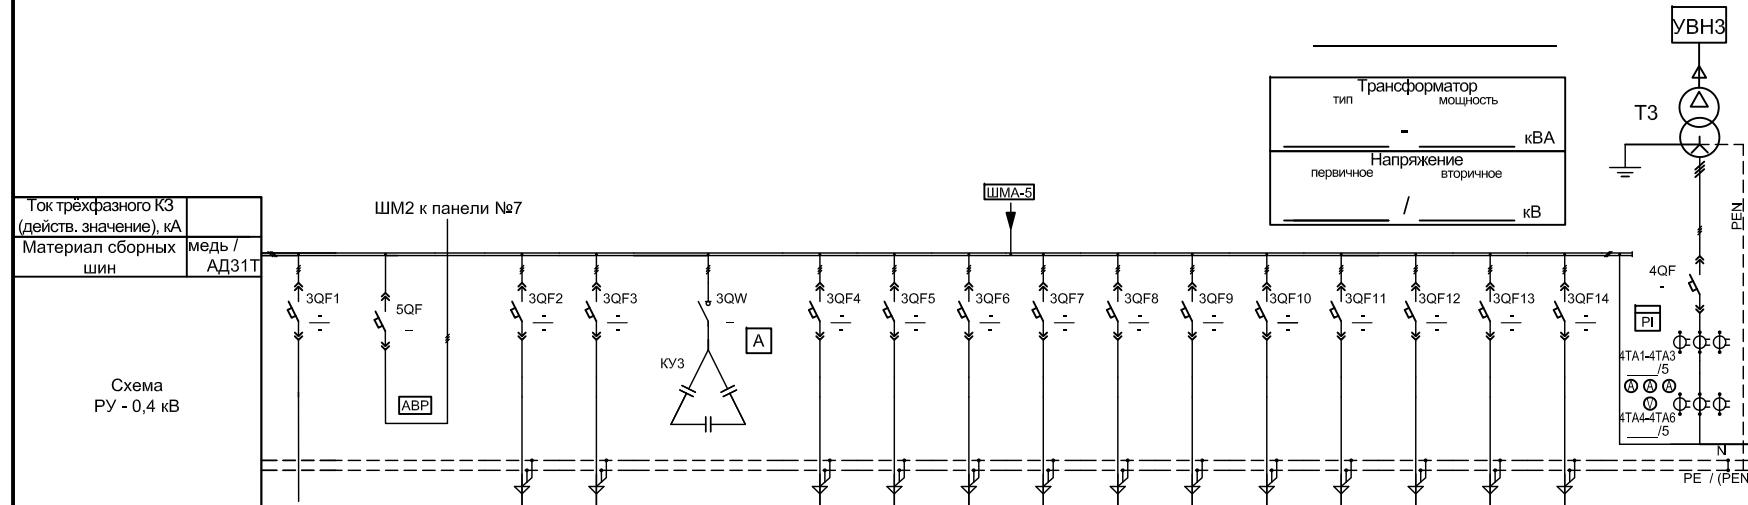 УВН3
Трансформатор
тип мощность
- кВА
Напряжение
первичное вторичное
/ кВ
Т3
PEN
Ток трёхфазного КЗ
(действ. значение), кА
Материал сборных
шин
медь /
АД31Т
ШМ2 к панели №7
ШМА-5
3QF1
5QF
3QF2
3QF3
3QW
3QF4
3QF5
3QF6
3QF7
3QF8
3QF9
3QF10
3QF11
3QF12
3QF13
3QF14
4QF
PI
А
КУ3
АВР
4ТА1-4ТА3
/5
A A A
V
4ТА4-4ТА6
/5
Схема
РУ - 0,4 кВ
N
PE / (PEN